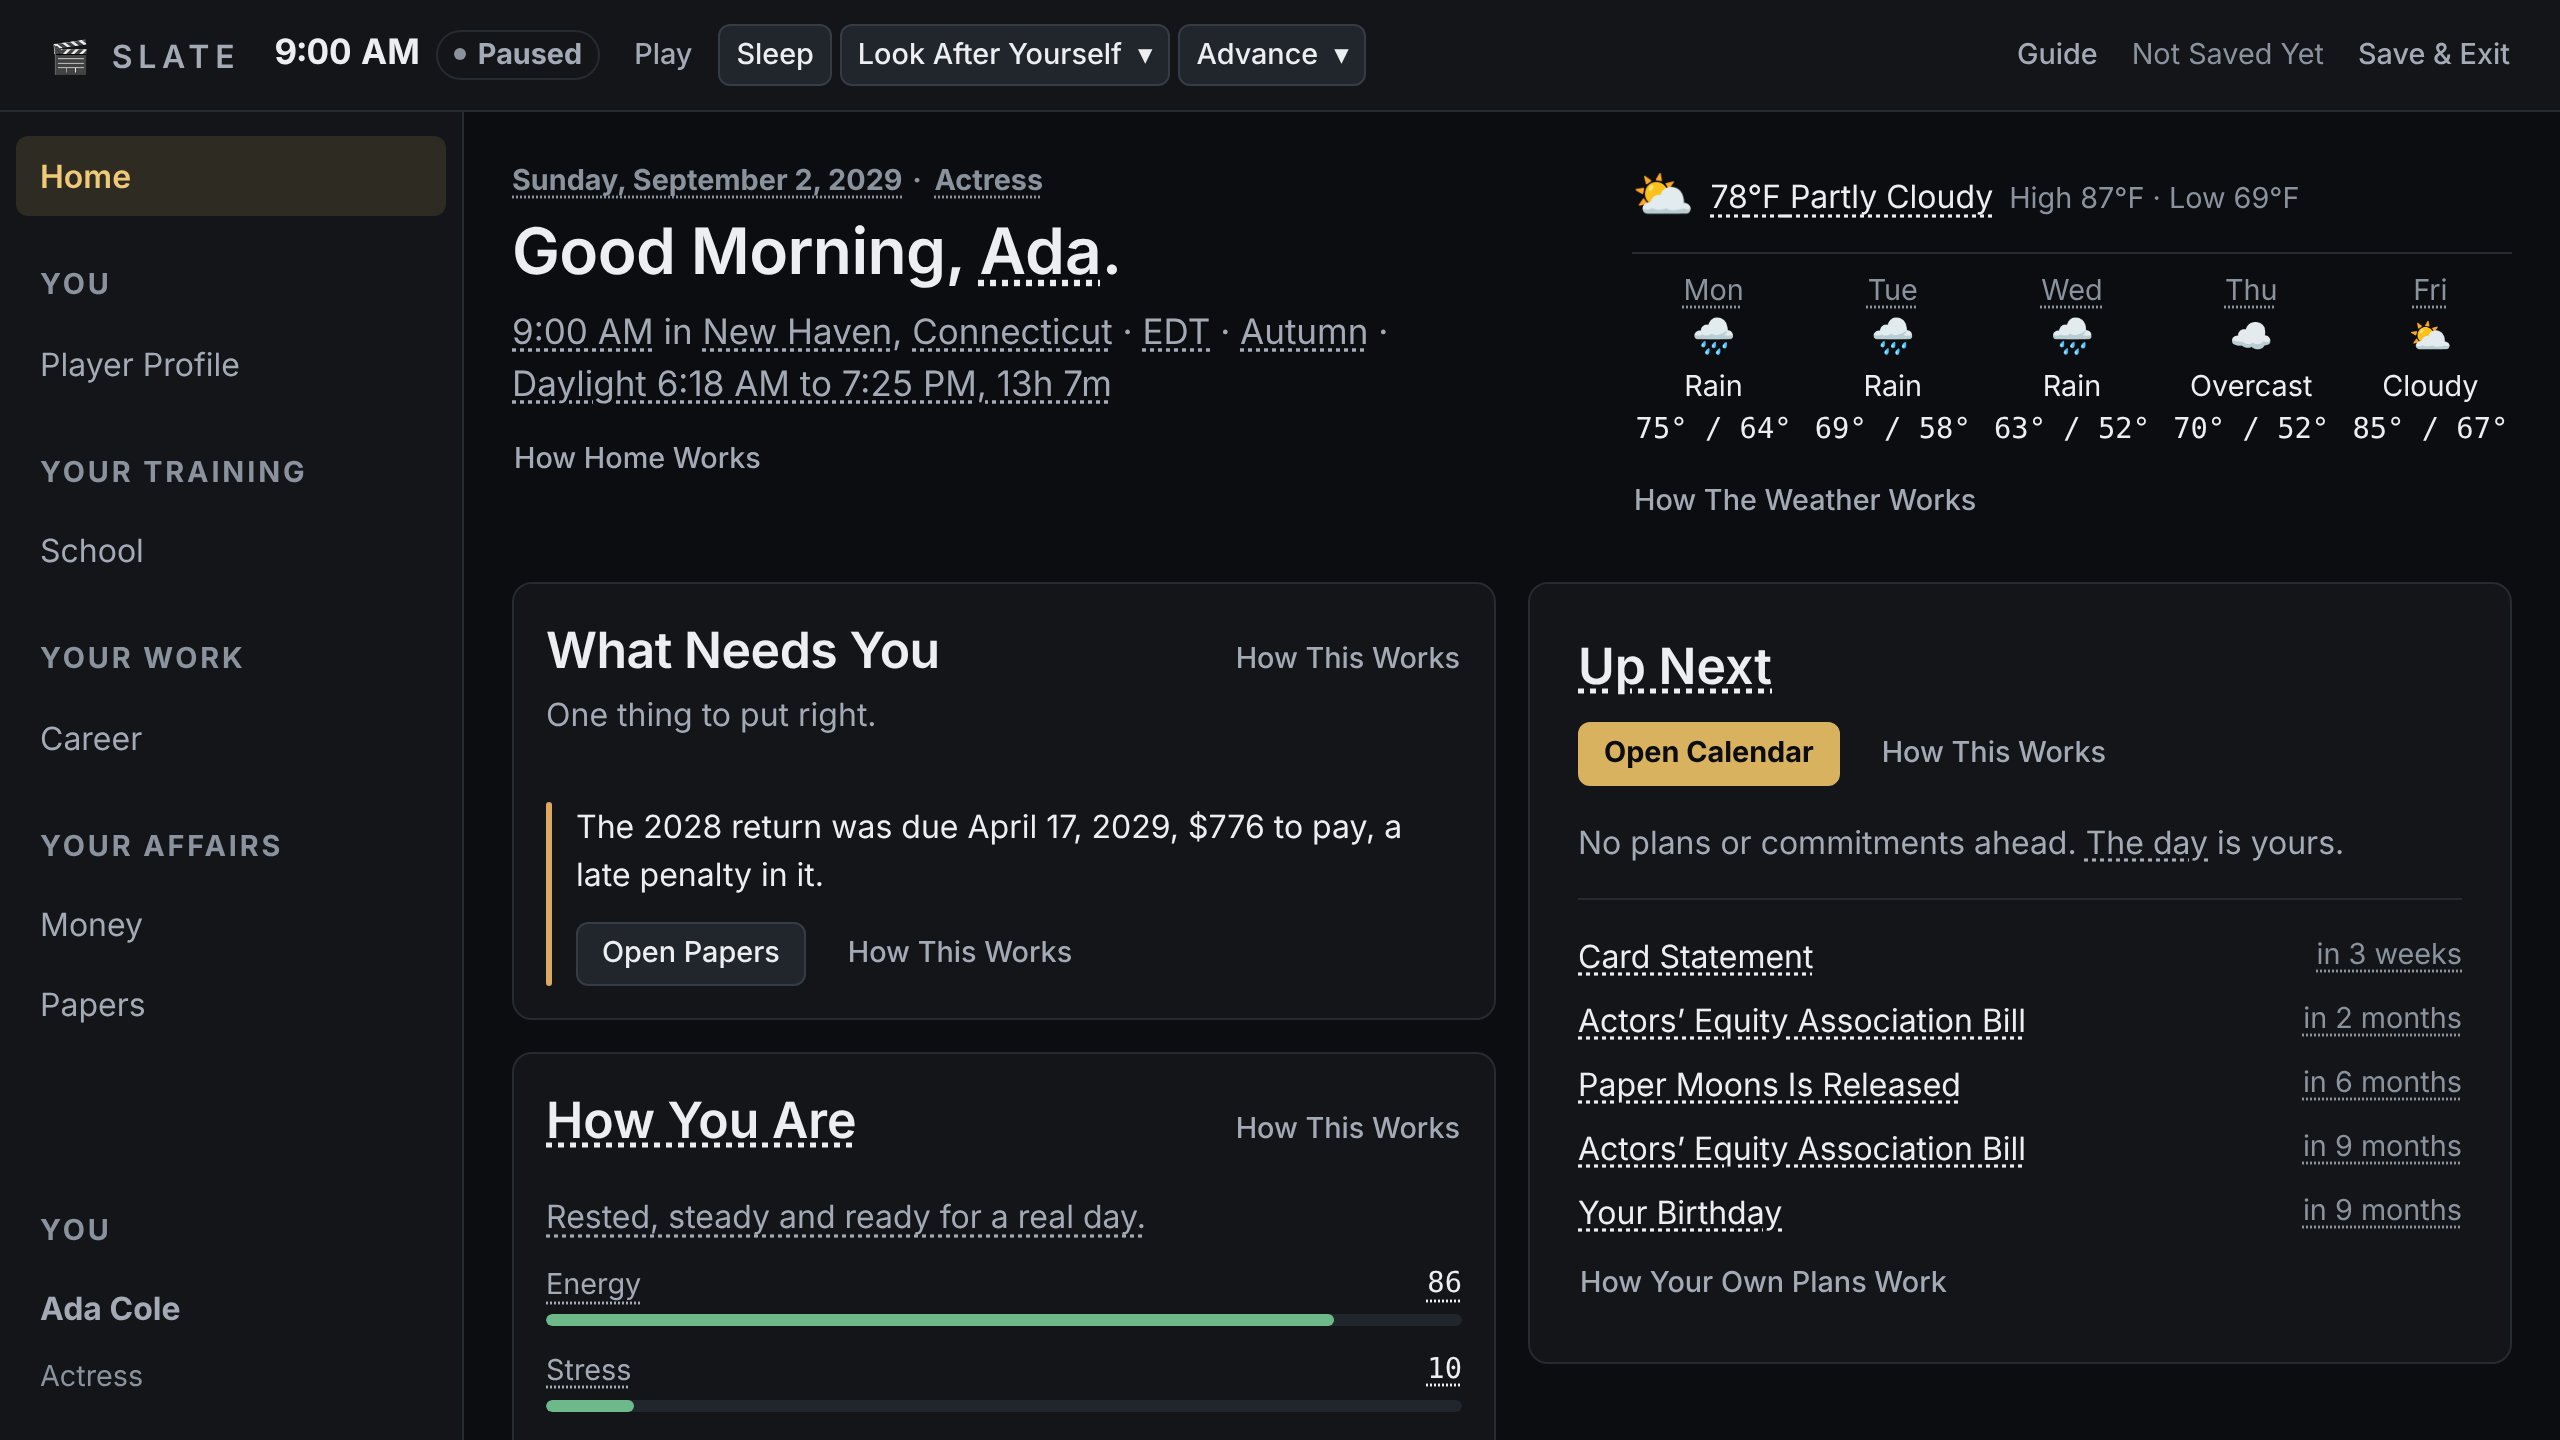 SLATE
9:00 AM
Paused
Play
Sleep
Look After Yourself ▾
Advance ▾
Guide
Not Saved Yet
Save & Exit
Home
YOU
Player Profile
YOUR TRAINING
School
YOUR WORK
Career
YOUR AFFAIRS
Money
Papers
YOU
Ada Cole
Actress
Sunday, September 2, 2029 · Actress
Good Morning, Ada.
9:00 AM in New Haven, Connecticut · EDT · Autumn ·
Daylight 6:18 AM to 7:25 PM, 13h 7m
How Home Works
78°F Partly Cloudy High 87°F · Low 69°F
Mon Tue Wed Thu Fri
Rain Rain Rain Overcast Cloudy
75° / 64° 69° / 58° 63° / 52° 70° / 52° 85° / 67°
How The Weather Works
What Needs You
How This Works
One thing to put right.
The 2028 return was due April 17, 2029, $776 to pay, a
late penalty in it.
Open Papers
How This Works
How You Are
How This Works
Rested, steady and ready for a real day.
Energy 86
Stress 10
Up Next
Open Calendar
How This Works
No plans or commitments ahead. The day is yours.
Card Statement in 3 weeks
Actors’ Equity Association Bill in 2 months
Paper Moons Is Released in 6 months
Actors’ Equity Association Bill in 9 months
Your Birthday in 9 months
How Your Own Plans Work